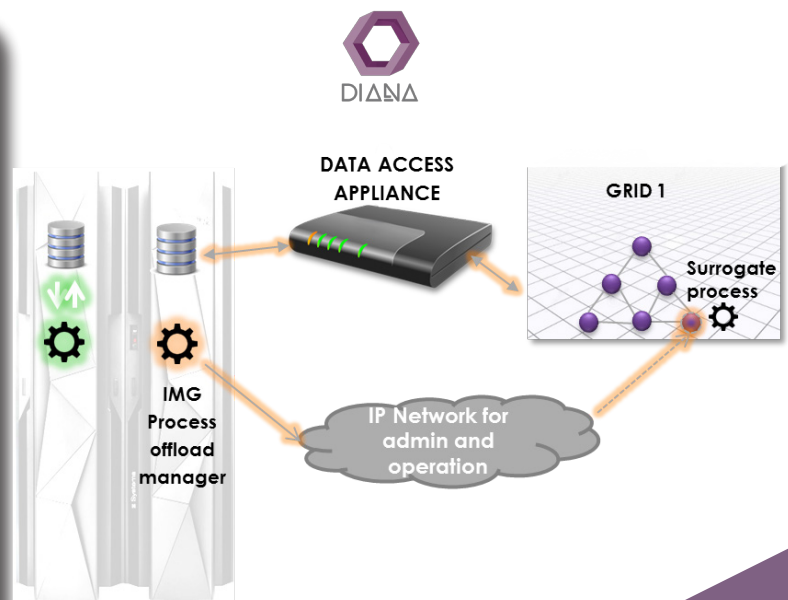 DIANA
DATA ACCESS
APPLIANCE
GRID 1
Surrogate
process
IMG
Process
offload
manager
IP Network for
admin and
operation